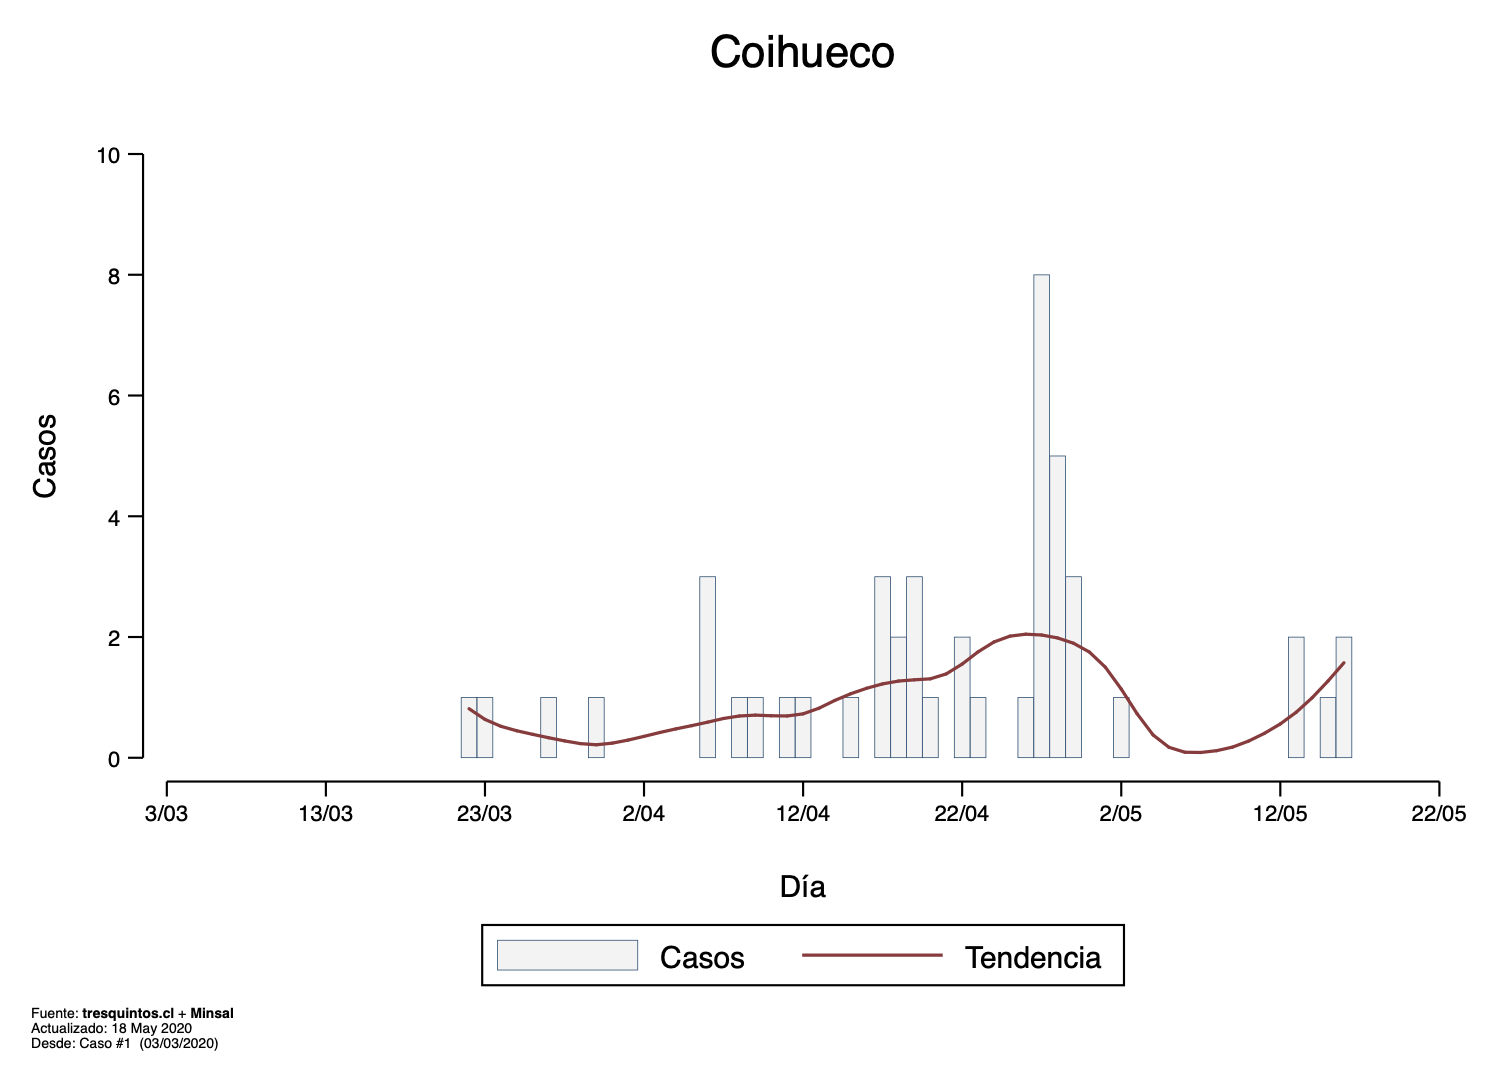 Coihueco
10
8
6
4
2
0
Casos
3/03 13/03 23/03 2/04 12/04 22/04 2/05 12/05 22/05
Día
Casos Tendencia
Fuente: tresquintos.cl + Minsal
Actualizado: 18 May 2020
Desde: Caso #1 (03/03/2020)